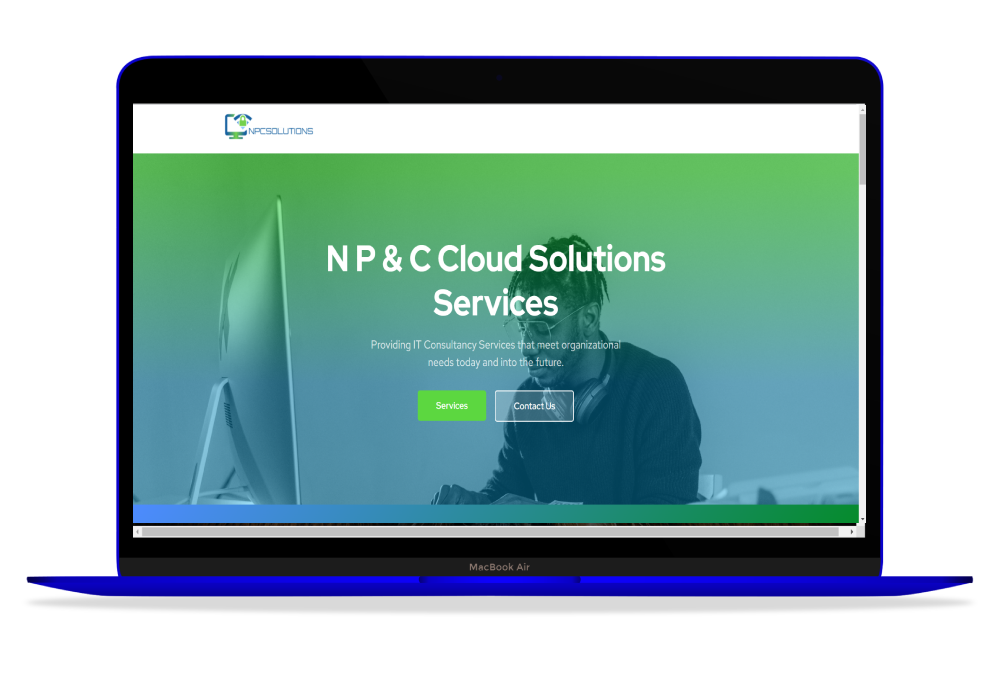 NPCSOLUTIONS
N P & C Cloud Solutions
Services
Providing IT Consultancy Services that meet organizational
needs today and into the future.
Services
Contact Us
MacBook Air